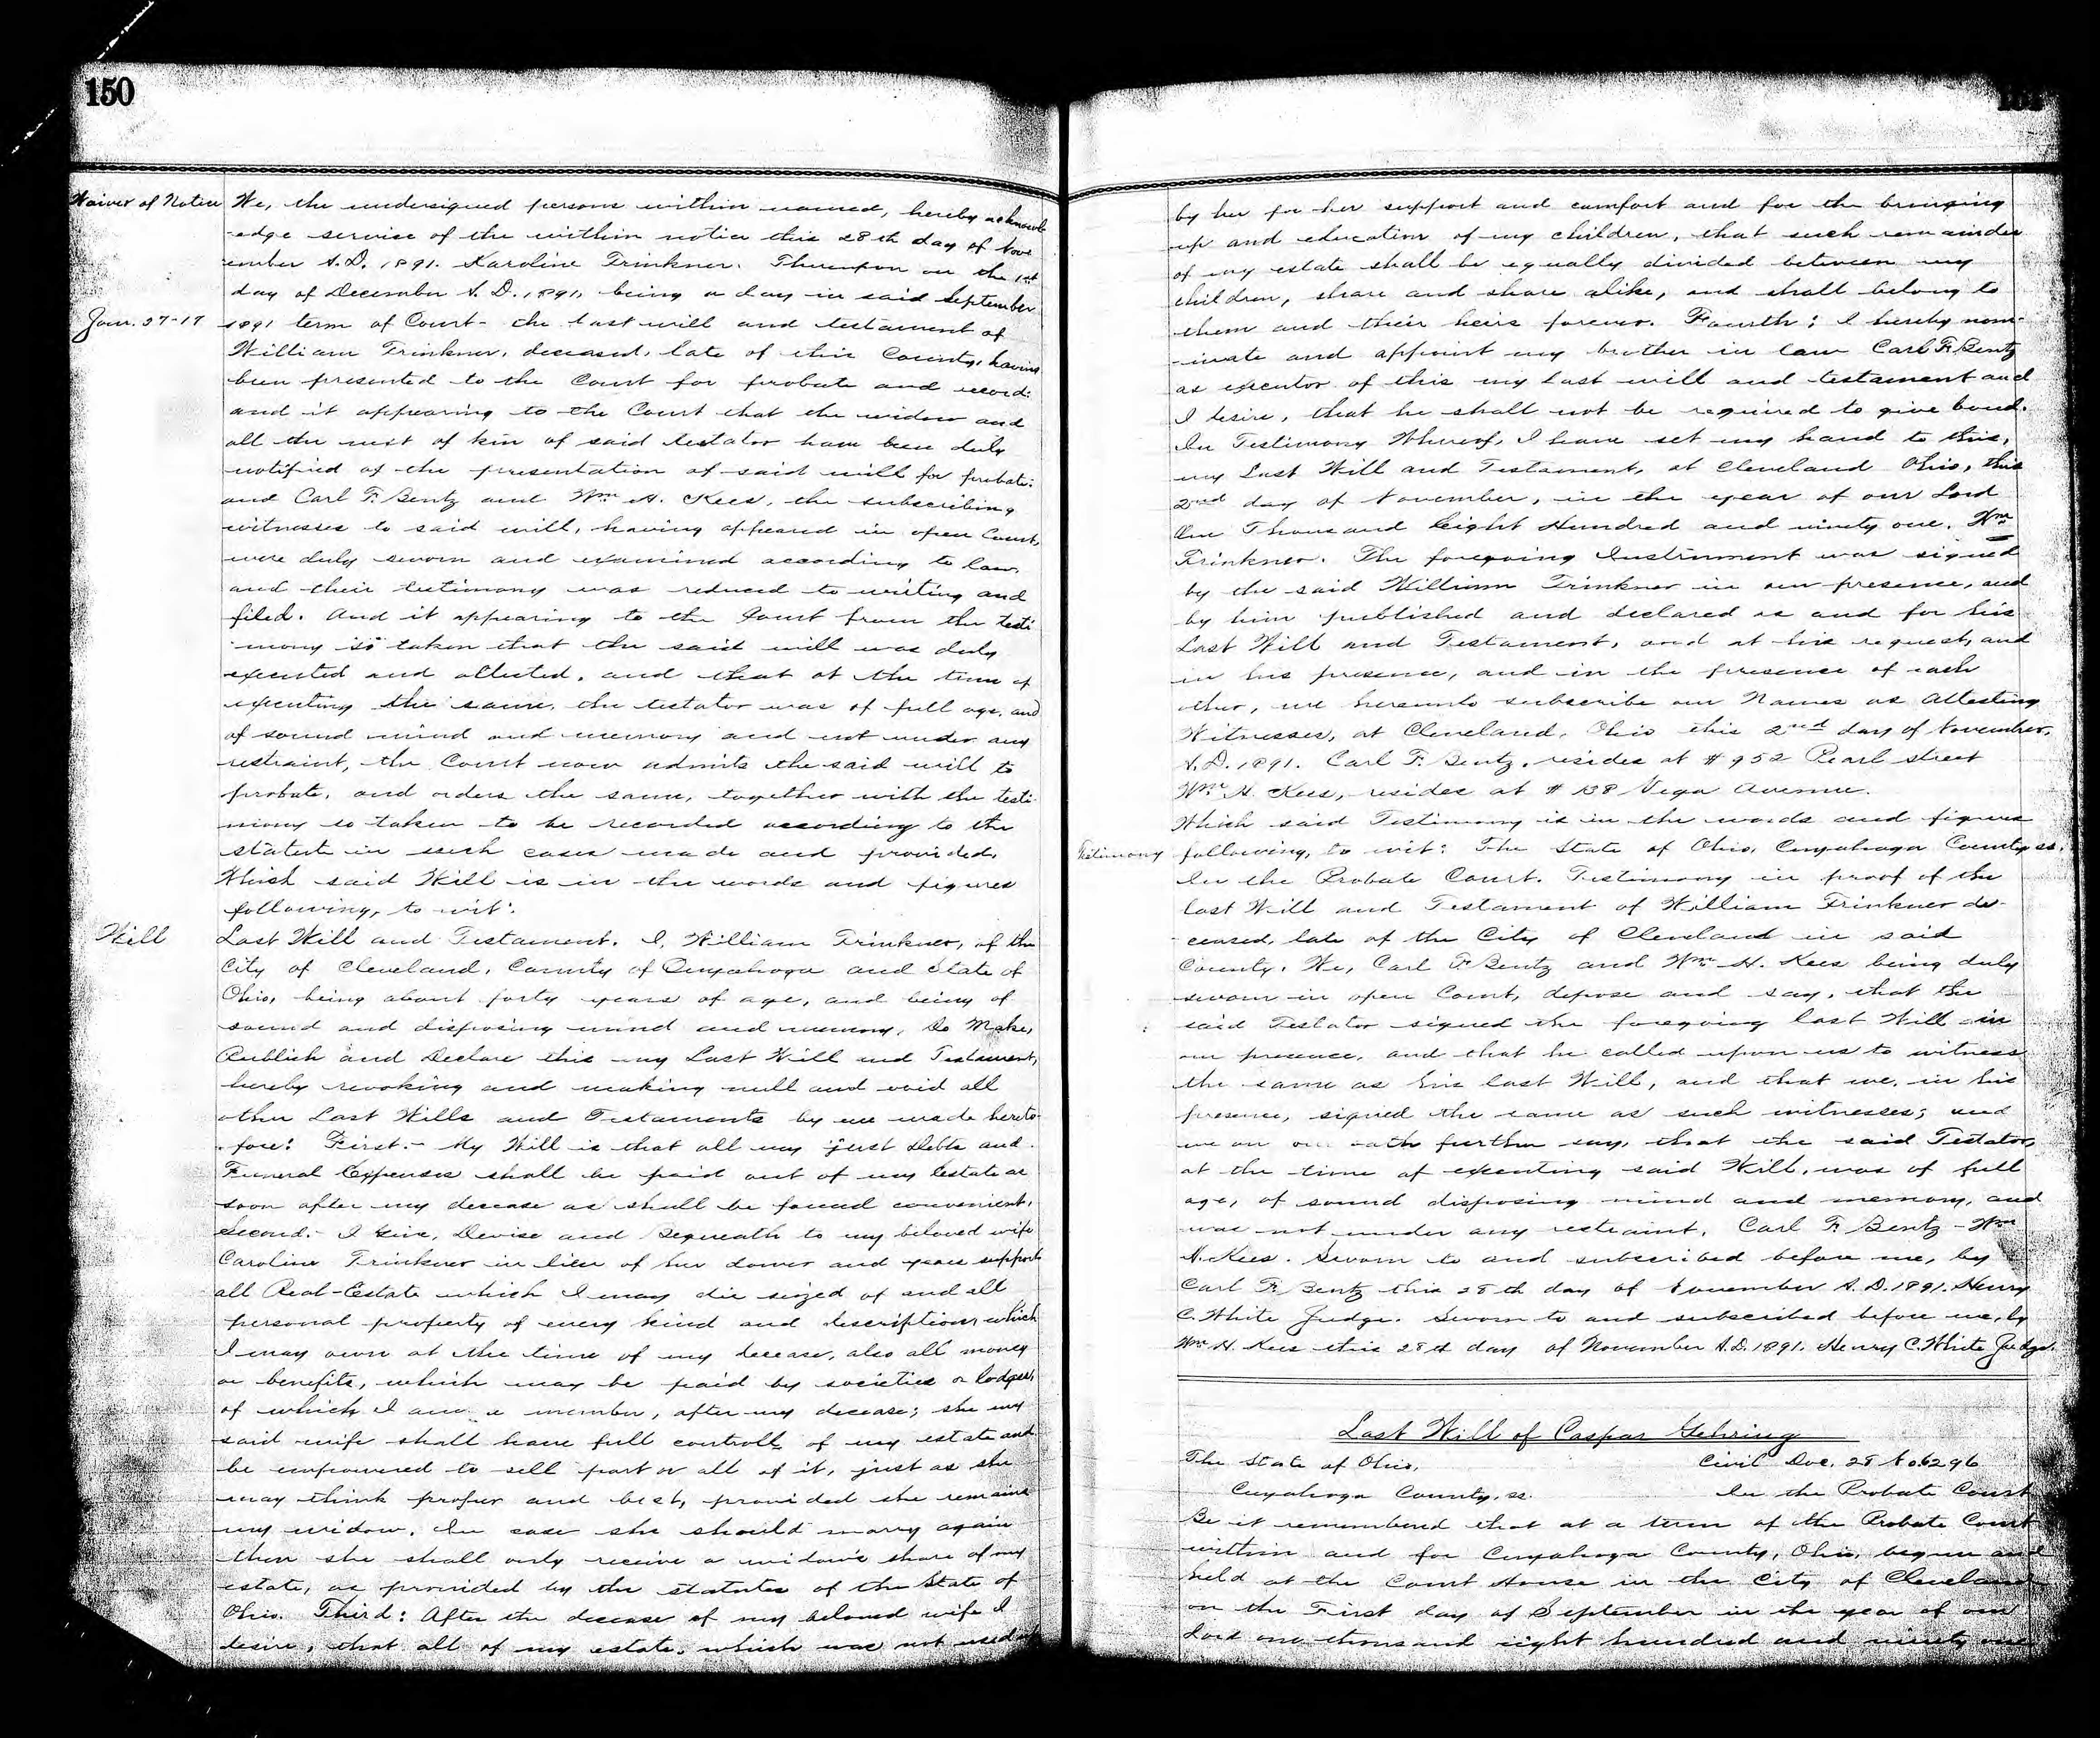 150
Waiver of Notice
We, the undersigned persons within named, hereby acknowl
-edge service of the within notice this 28th day of Nov
ember A.D. 1891. Karoline Trinkner. Thereupon on the 1st
day of December A.D. 1891, being a day in said September
Jour. 37-17
1891 term of Court - the last will and testament of
William Trinkner, deceased, late of this County, having
been presented to the Court for probate and record:
and it appearing to the Court that the widow and
all the next of kin of said testator have been duly
notified of the presentation of said will for probate:
and Carl F. Bentz and Wm H. Kees, the subscribing
witnesses to said will, having appeared in open Court,
were duly sworn and examined according to law,
and their testimony was reduced to writing and
filed. And it appearing to the Court from the testi
-mony so taken that the said will was duly
executed and attested, and that at the time of
executing the same, the testator was of full age, and
of sound mind and memory and not under any
restraint, the Court now admits the said will to
probate, and orders the same, together with the testi-
mony so taken to be recorded according to the
statute in such cases made and provided.
Which said Will is in the words and figures
following, to wit:
Will
Last Will and Testament. I, William Trinkner, of the
City of Cleveland, County of Cuyahoga and State of
Ohio, being about forty years of age, and being of
sound and disposing mind and memory, do Make,
Publish and Declare this my Last Will and Testament,
hereby revoking and making null and void all
other Last Wills and Testaments by me made hereto-
-fore: First:- My Will is that all my just Debts and
Funeral Expenses shall be paid out of my Estate as
soon after my decease as shall be found convenient.
Second:- I Give, Devise and Bequeath to my beloved wife
Caroline Trinkner in lieu of her dower and years support
all Real-Estate which I may die seized of and all
personal property of every kind and description, which
I may own at the time of my decease, also all money
or benefits, which may be paid by societies or lodges,
of which I am a member, after my decease; she my
said wife shall have full controll of my estate and
be empowered to sell part or all of it, just as she
may think proper and best, provided she remains
my widow. In case she should marry again
then she shall only receive a widow's share of my
estate, as provided by the statutes of the State of
Ohio. Third: After the decease of my beloved wife I
desire, that all of my estate, which was not used
151
by her for her support and comfort and for the bringing
up and education of my children, that such remainder
of my estate shall be equally divided between my
children, share and share alike, and shall belong to
them and their heirs forever. Fourth: I hereby nom-
-inate and appoint my brother in law Carl F. Bentz
as executor of this my last will and testament and
I desire, that he shall not be required to give bond.
In Testimony Whereof, I have set my hand to this,
my Last Will and Testament, at Cleveland Ohio, this
2nd day of November, in the year of our Lord
One Thousand Eight Hundred and ninety one. Wm
Trinkner. The foregoing Instrument was signed
by the said William Trinkner in our presence, and
by him published and declared as and for his
Last Will and Testament, and at his request, and
in his presence, and in the presence of each
other, we hereunto subscribe our Names as Attesting
Witnesses, at Cleveland, Ohio this 2nd day of November,
A.D. 1891. Carl F. Bentz, resides at # 952 Pearl street
Wm H. Kees, resides at # 138 Vega Avenue.
Which said Testimony is in the words and figures
Testimony
following, to wit: The State of Ohio, Cuyahoga County ss.
In the Probate Court. Testimony in proof of the
last Will and Testament of William Trinkner de-
-ceased, late of the City of Cleveland in said
County. We, Carl F. Bentz and Wm H. Kees being duly
sworn in open Court, depose and say, that the
said Testator signed the foregoing last Will in
our presence, and that he called upon us to witness
the same as his last Will, and that we, in his
presence, signed the same as such witnesses; and
we on our oath further say, that the said Testator,
at the time of executing said Will, was of full
age, of sound disposing mind and memory, and
was not under any restraint. Carl F. Bentz - Wm
H. Kees. Sworn to and subscribed before me, by
Carl F. Bentz this 28th day of November A.D. 1891. Henry
C. White Judge. Sworn to and subscribed before me, by
Wm H. Kees this 28th day of November A.D. 1891. Henry C. White Judge.
Last Will of Caspar Gehring
The State of Ohio, Civil Doc. 28 No. 6296
Cuyahoga County, ss. In the Probate Court
Be it remembered that at a term of the Probate Court
within and for Cuyahoga County, Ohio, begun and
held at the Court House in the City of Cleveland
on the First day of September in the year of our
Lord one thousand eight hundred and ninety one